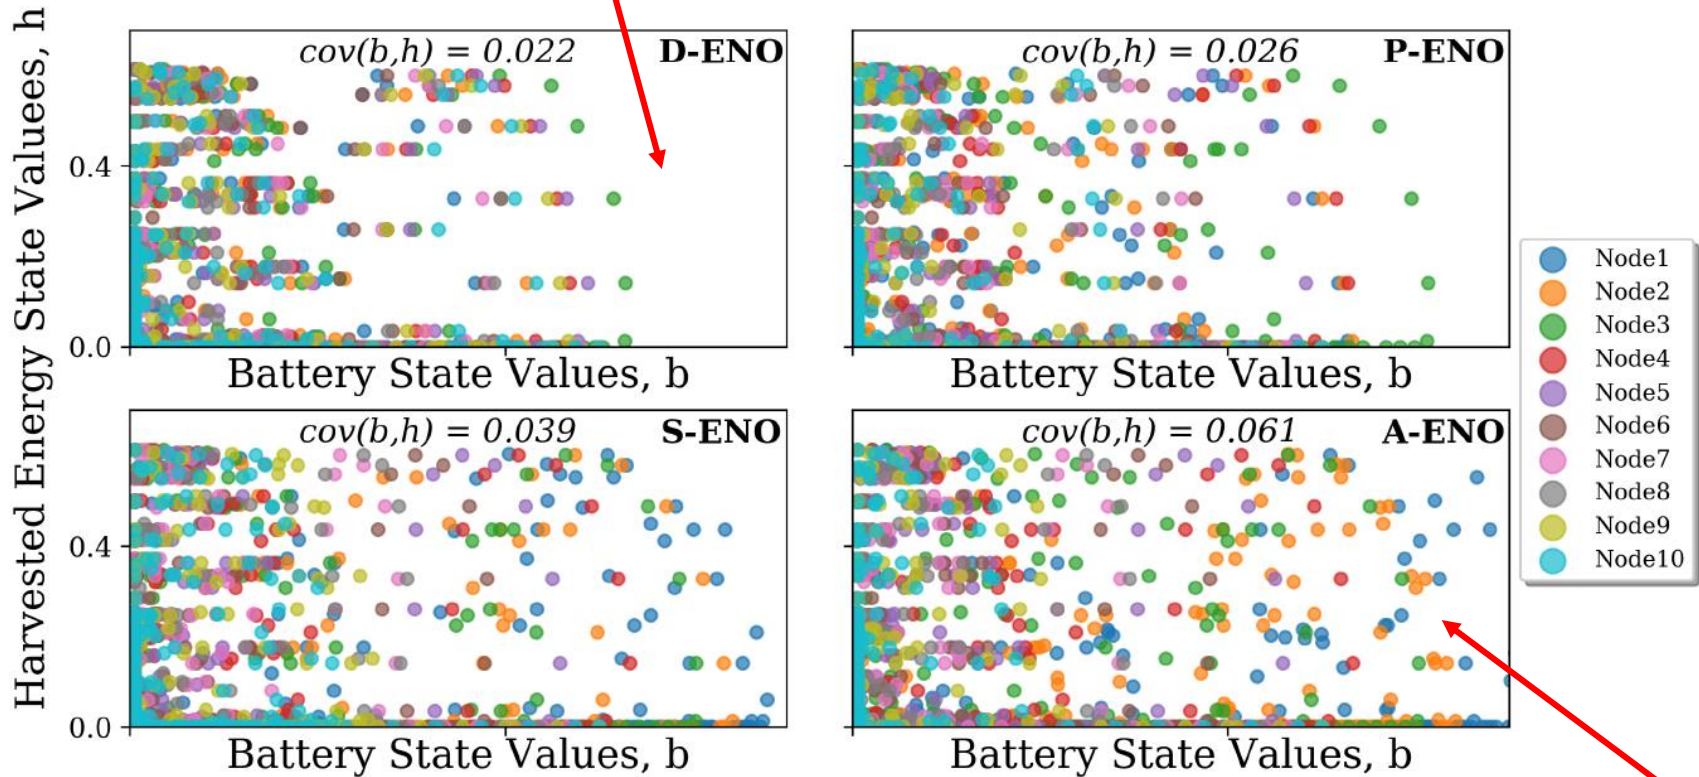 Harvested Energy State Valuees, h
cov(b,h) = 0.022 D-ENO
0.4
0.0
Battery State Values, b
cov(b,h) = 0.026 P-ENO
Battery State Values, b
cov(b,h) = 0.039 S-ENO
0.4
0.0
Battery State Values, b
cov(b,h) = 0.061 A-ENO
Battery State Values, b
Node1
Node2
Node3
Node4
Node5
Node6
Node7
Node8
Node9
Node10